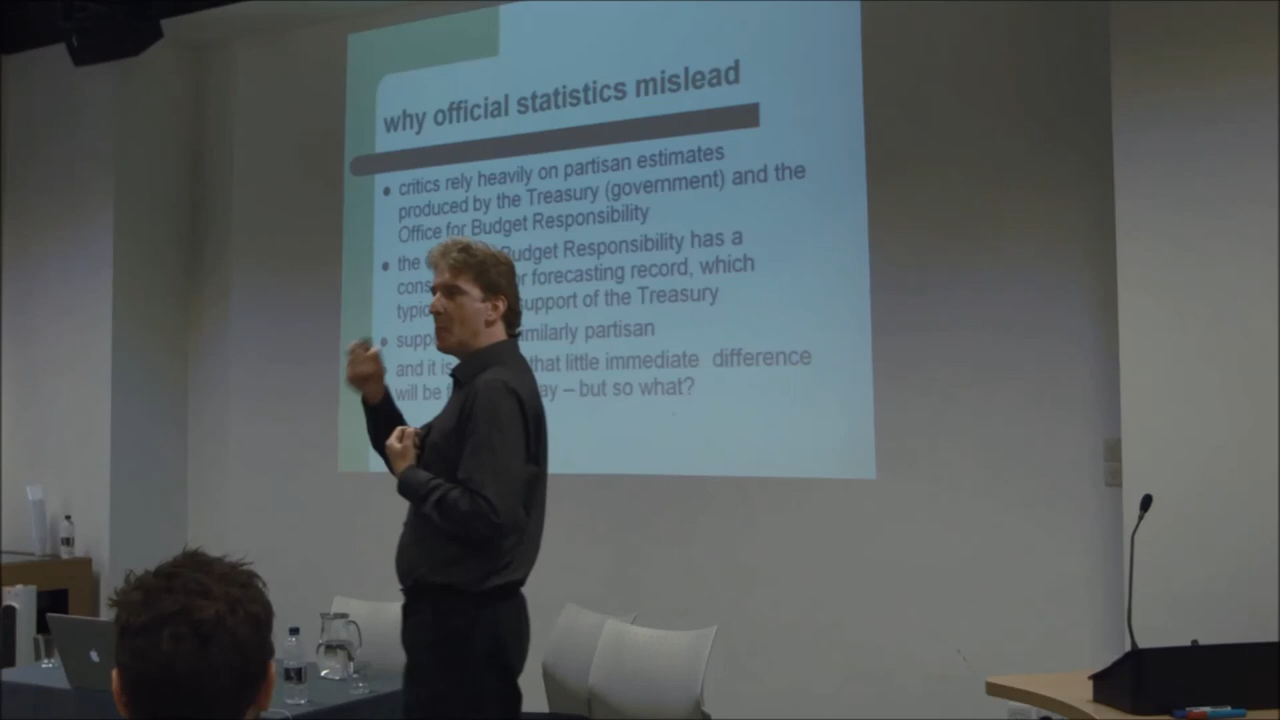 why official statistics mislead
critics rely heavily on partisan estimates
produced by the Treasury (government) and the
Office for Budget Responsibility
the Budget Responsibility has a
forecasting record, which
support of the Treasury
partisan
and it is that little immediate difference
will be – but so what?